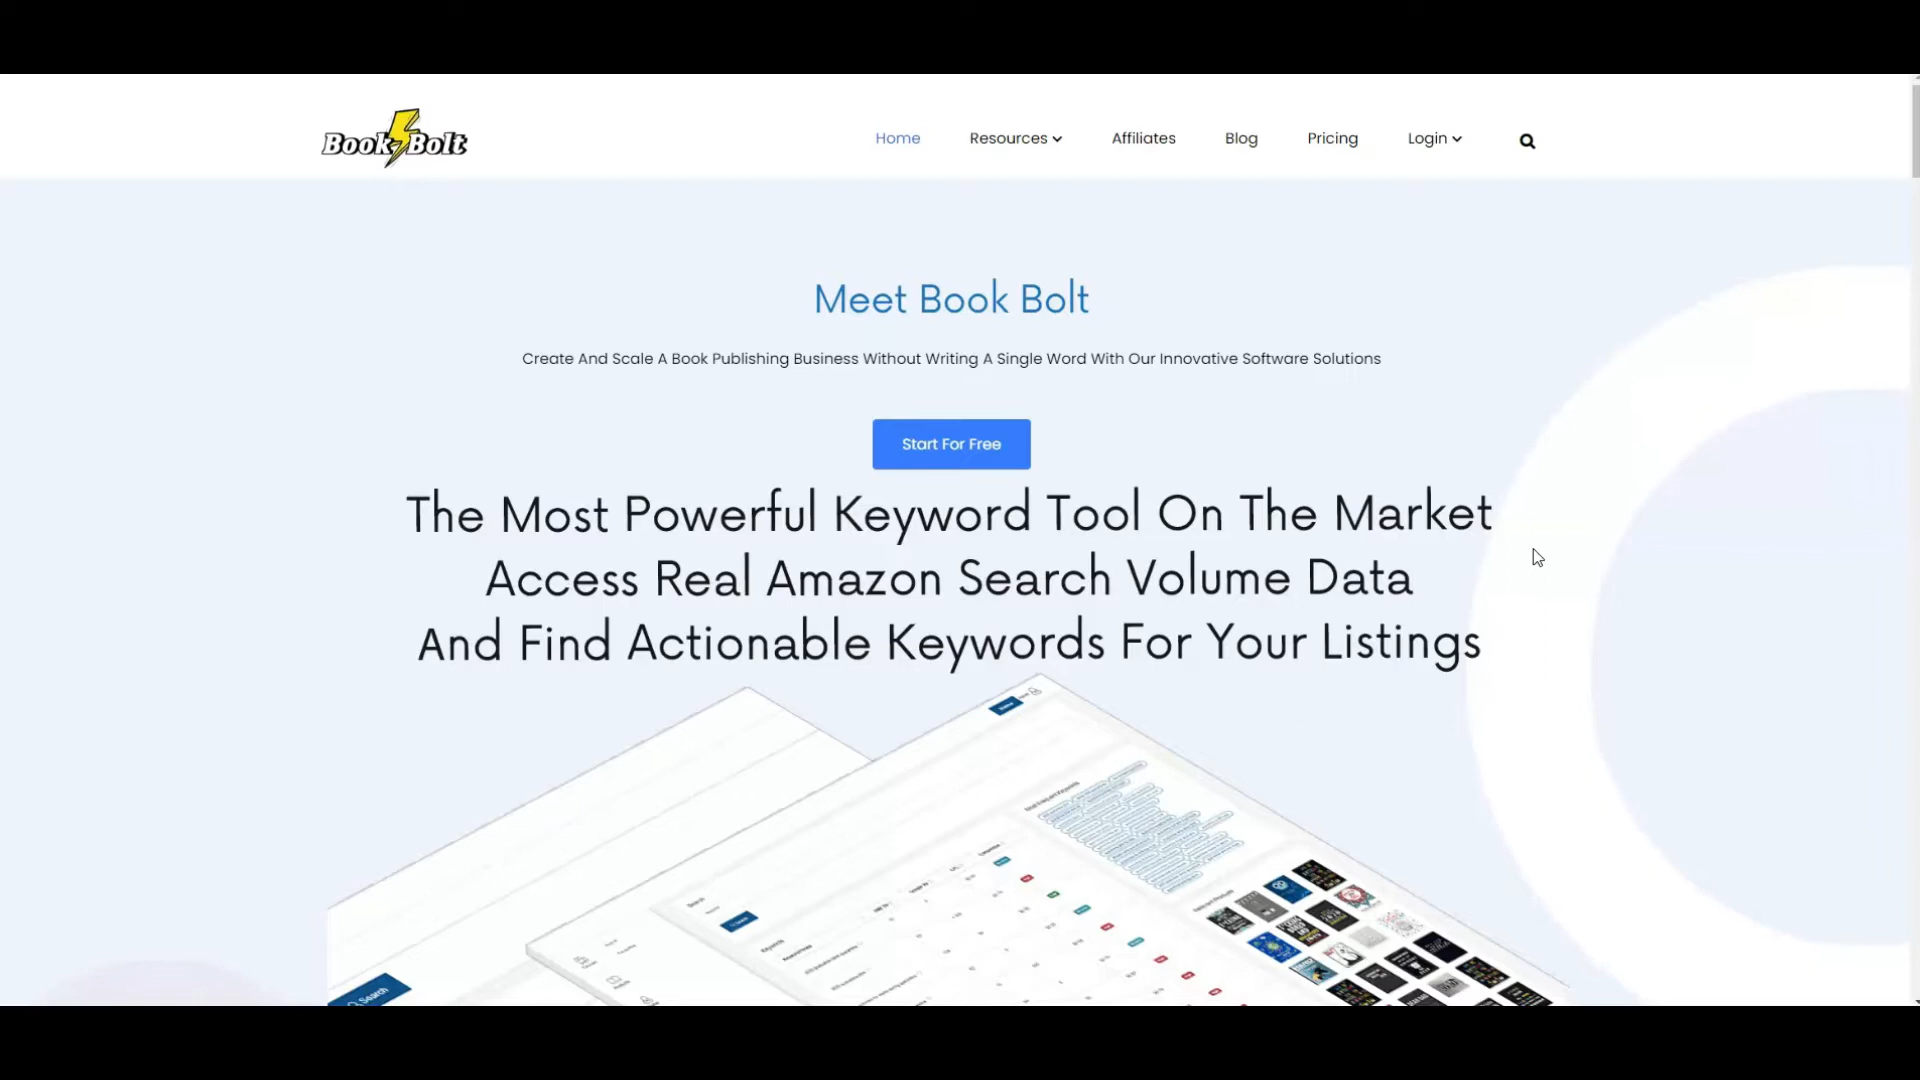 Book Bolt
Home
Resources
Affiliates
Blog
Pricing
Login
Meet Book Bolt
Create And Scale A Book Publishing Business Without Writing A Single Word With Our Innovative Software Solutions
Start For Free
The Most Powerful Keyword Tool On The Market
Access Real Amazon Search Volume Data
And Find Actionable Keywords For Your Listings
Search